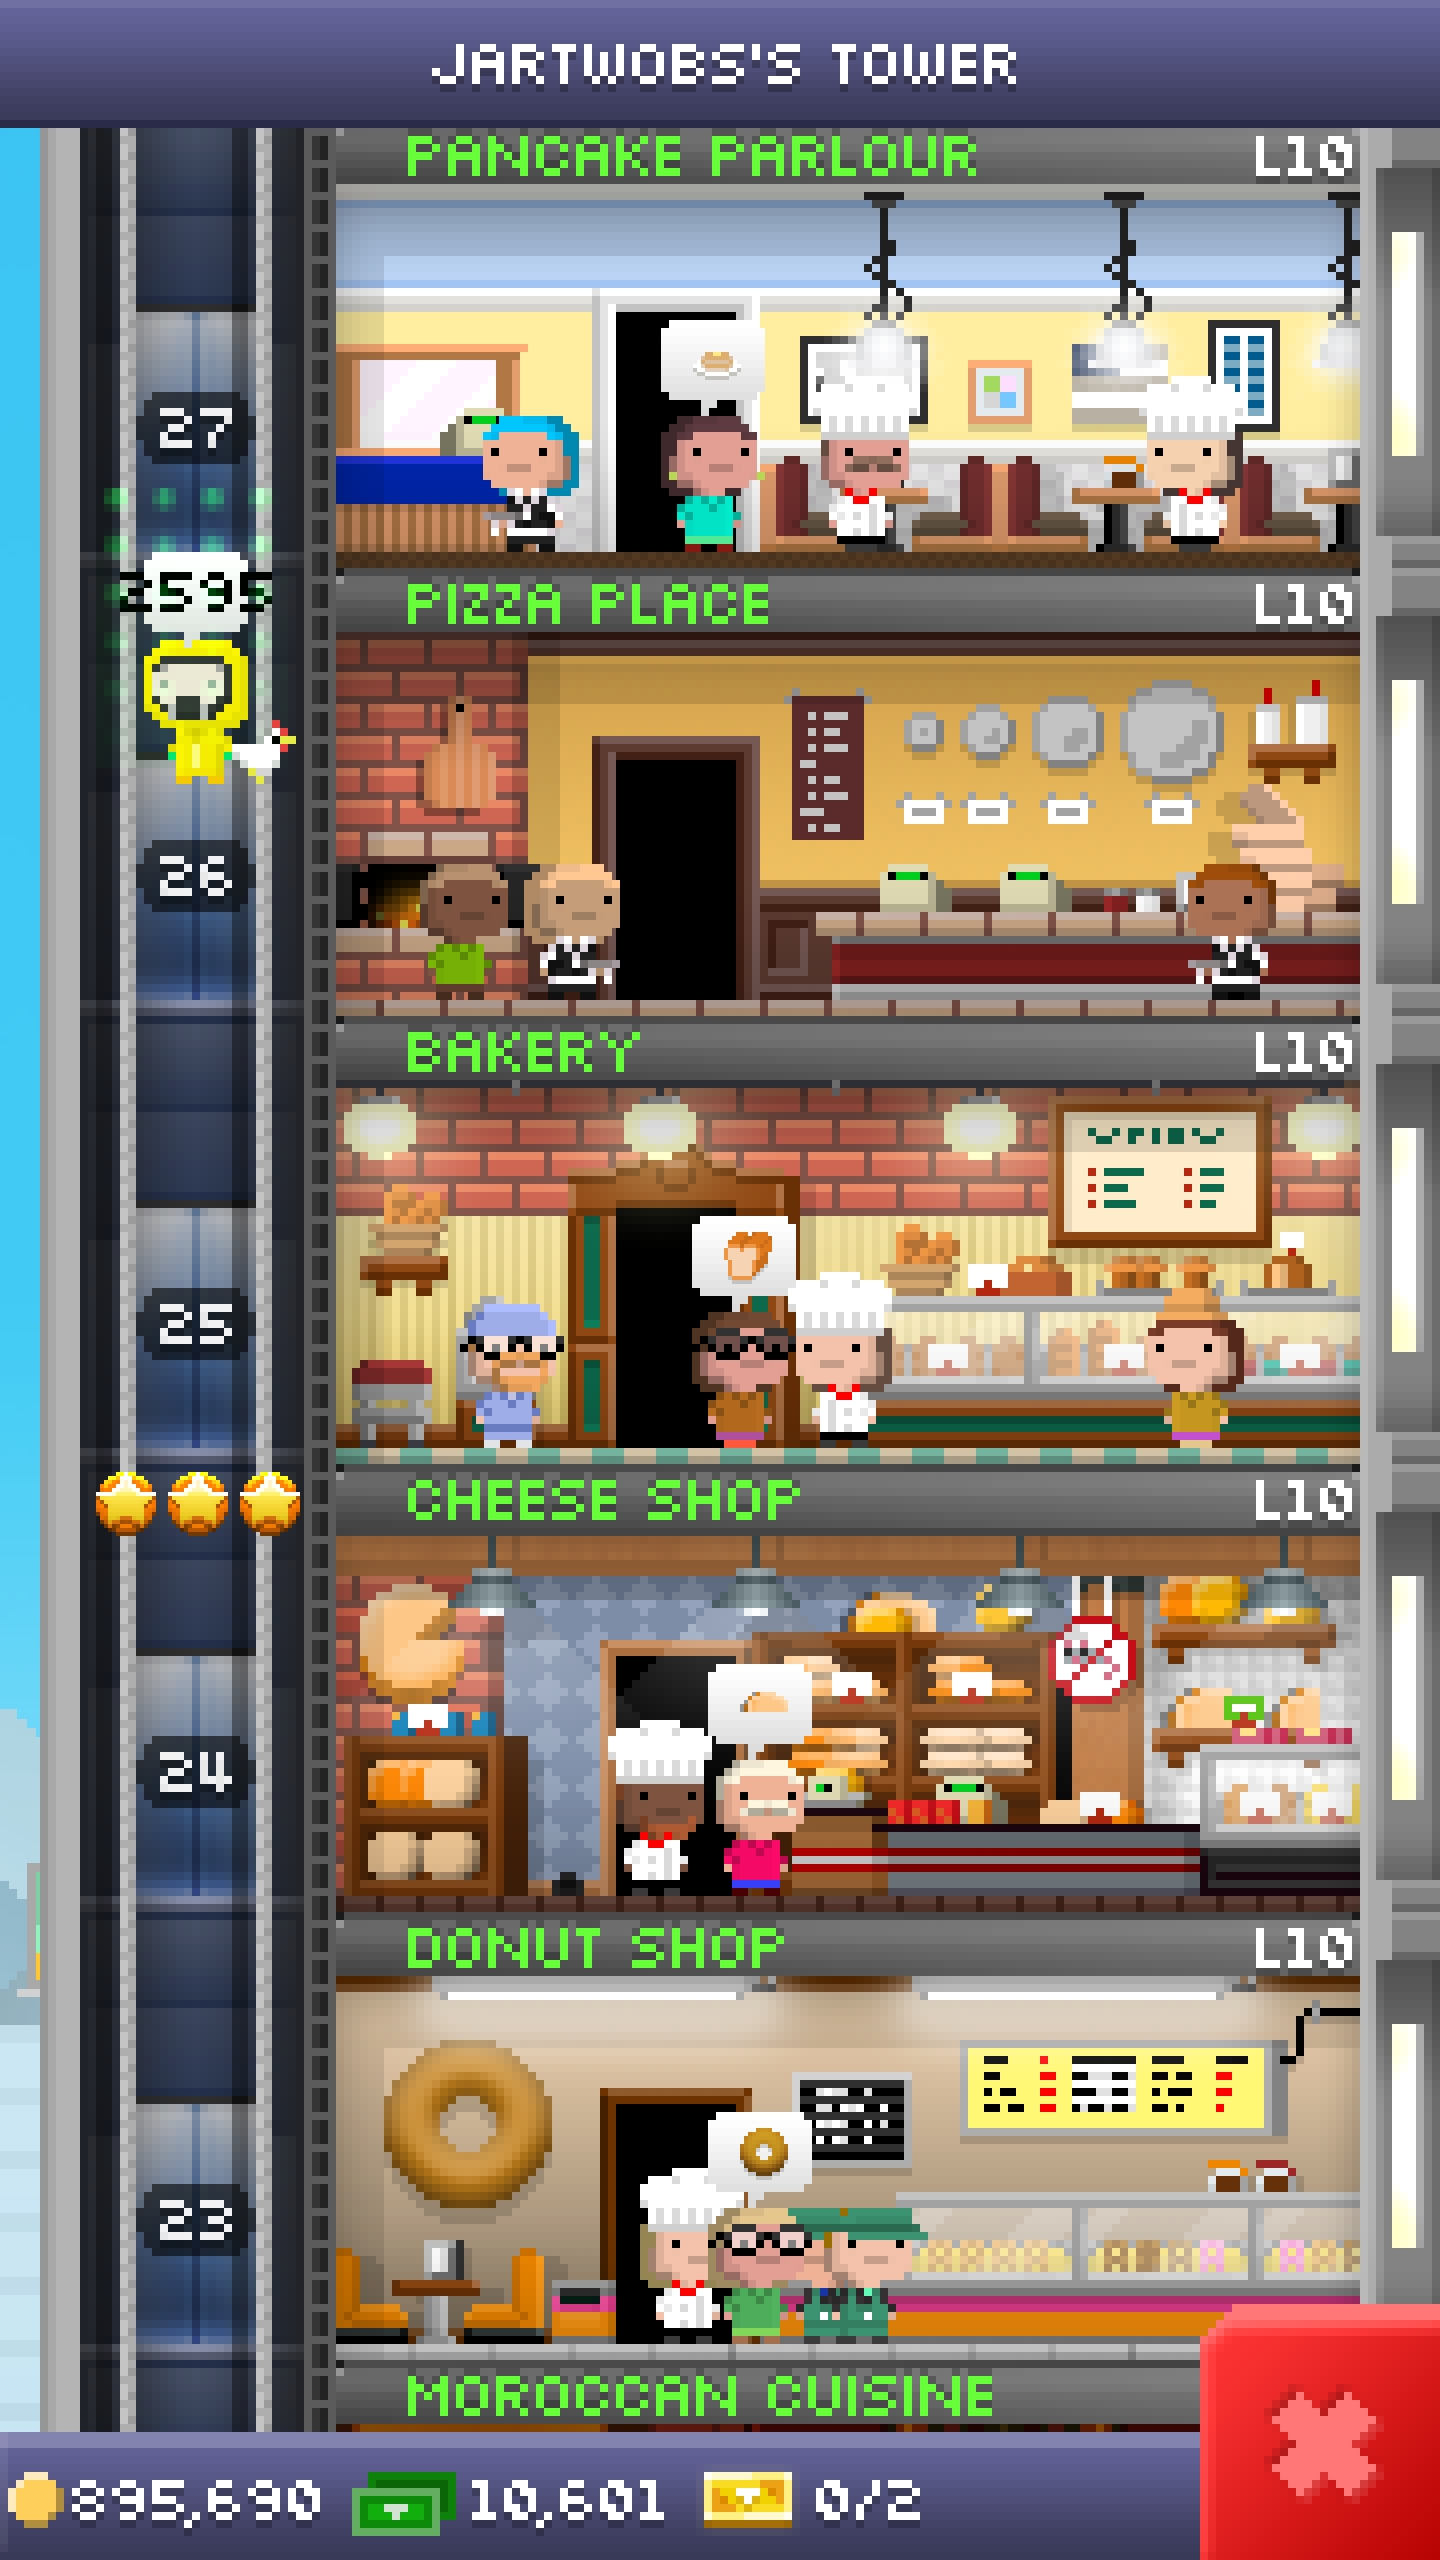 JARTWOBS'S TOWER
PANCAKE PARLOUR L10
27
2595
PIZZA PLACE L10
26
BAKERY L10
25
CHEESE SHOP L10
24
DONUT SHOP L10
23
MOROCCAN CUISINE
895,690 10,601 0/2